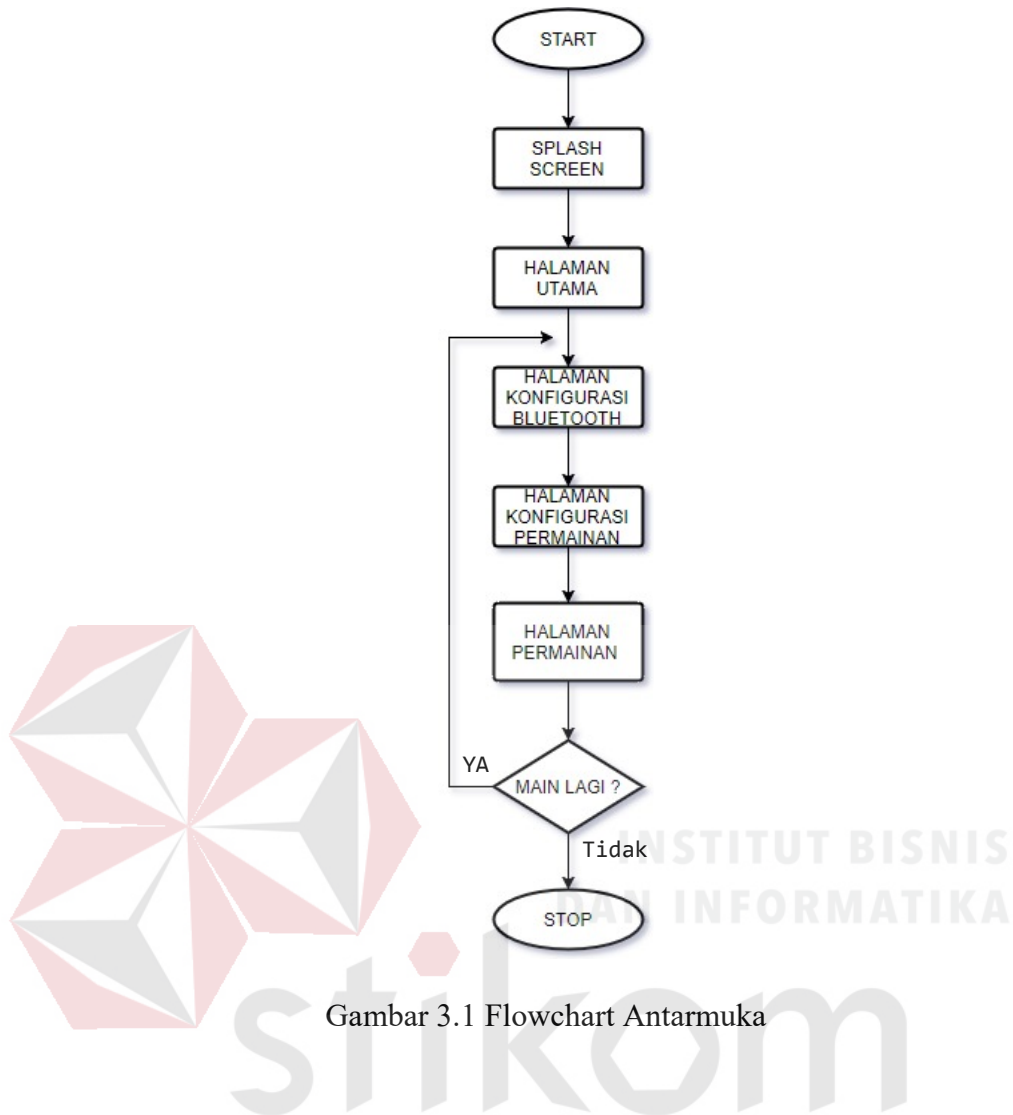 START
SPLASH
SCREEN
HALAMAN
UTAMA
HALAMAN
KONFIGURASI
BLUETOOTH
HALAMAN
KONFIGURASI
PERMAINAN
HALAMAN
PERMAINAN
YA
MAIN LAGI ?
Tidak
INSTITUT BISNIS
DAN INFORMATIKA
STOP
stikom
Gambar 3.1 Flowchart Antarmuka